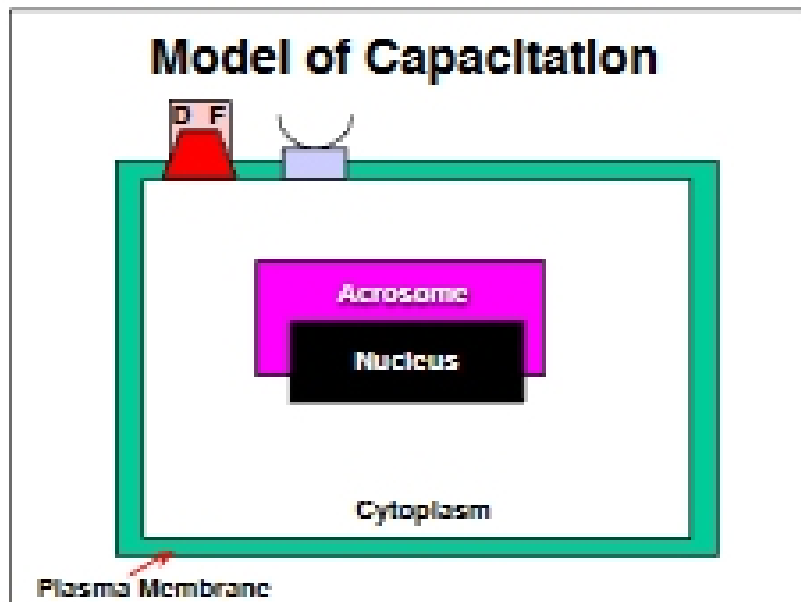 Model of Capacitation
D F
Acrosome
Nucleus
Cytoplasm
Plasma Membrane